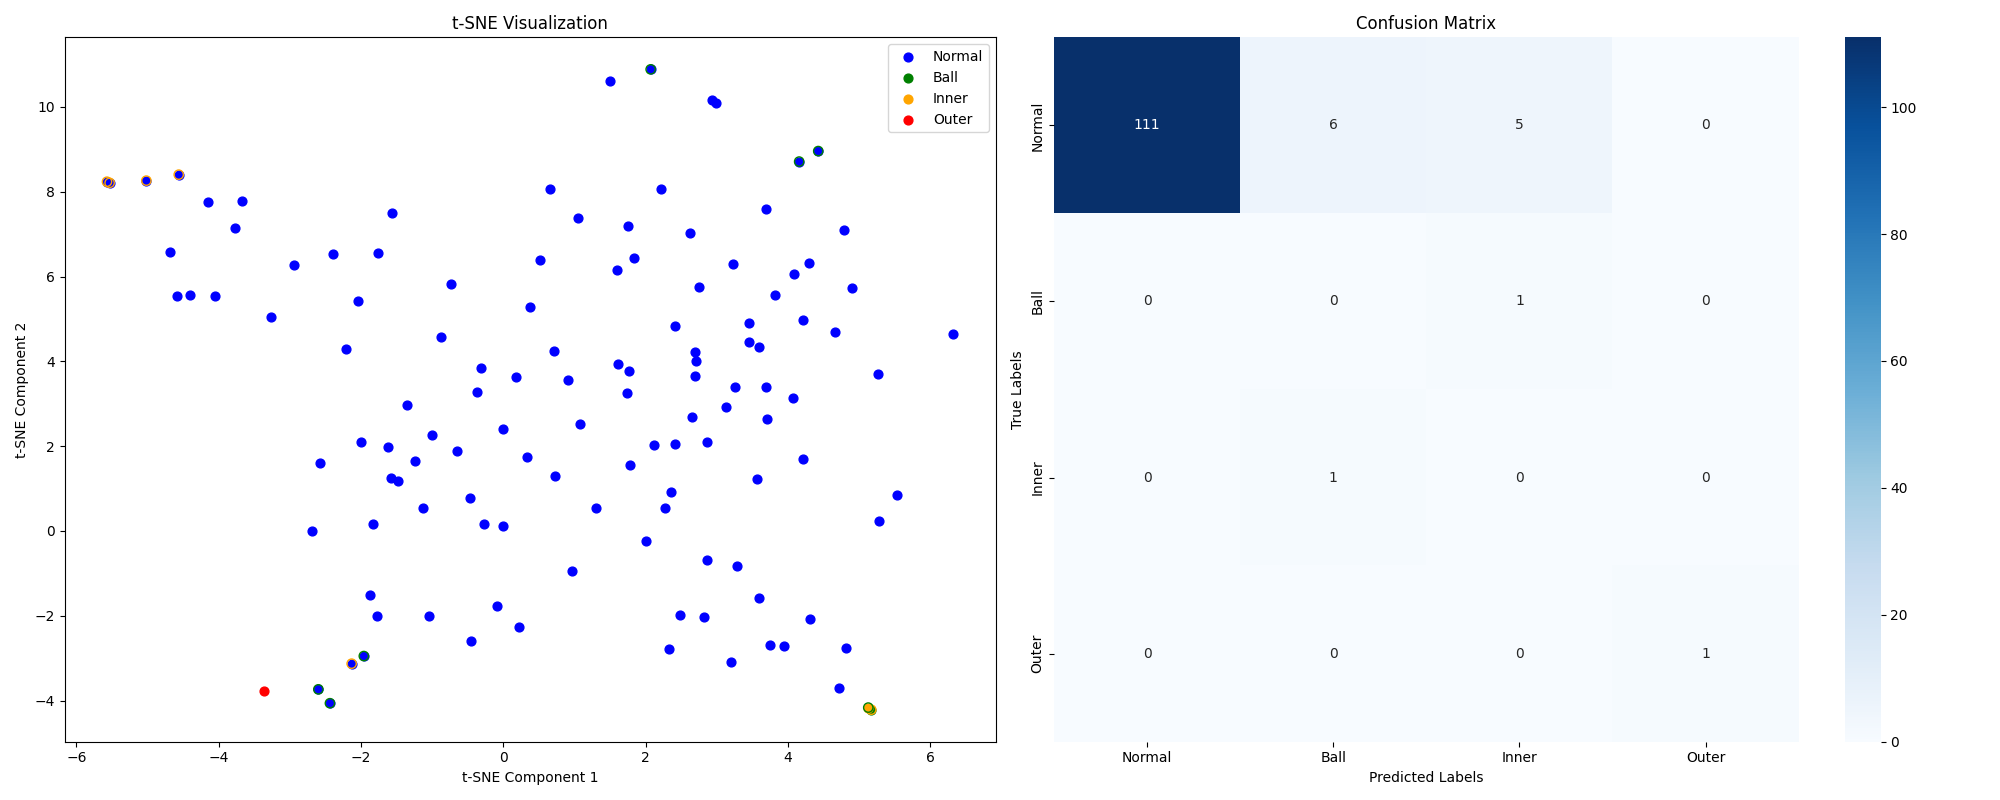 t-SNE Visualization
Normal
Ball
Inner
Outer
10
8
6
4
2
0
−2
−4
t-SNE Component 2
−6
−4
−2
0
2
4
6
t-SNE Component 1
Confusion Matrix
True Labels
Normal
111
6
5
0
Ball
0
0
1
0
Inner
0
1
0
0
Outer
0
0
0
1
Normal
Ball
Inner
Outer
Predicted Labels
100
80
60
40
20
0